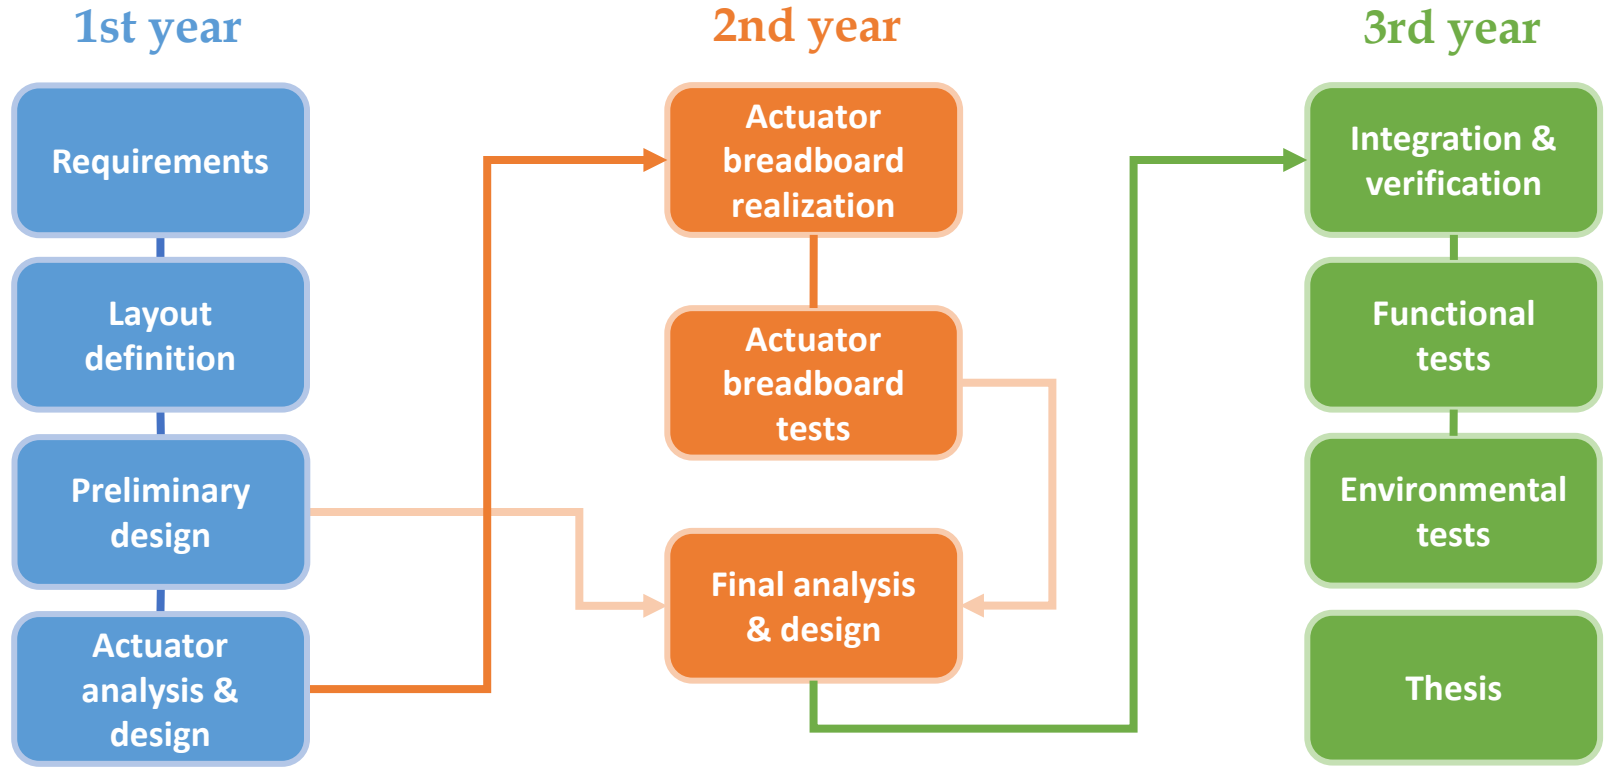 1st year
Requirements
Layout
definition
Preliminary
design
Actuator
analysis &
design
2nd year
Actuator
breadboard
realization
Actuator
breadboard
tests
Final analysis
& design
3rd year
Integration &
verification
Functional
tests
Environmental
tests
Thesis